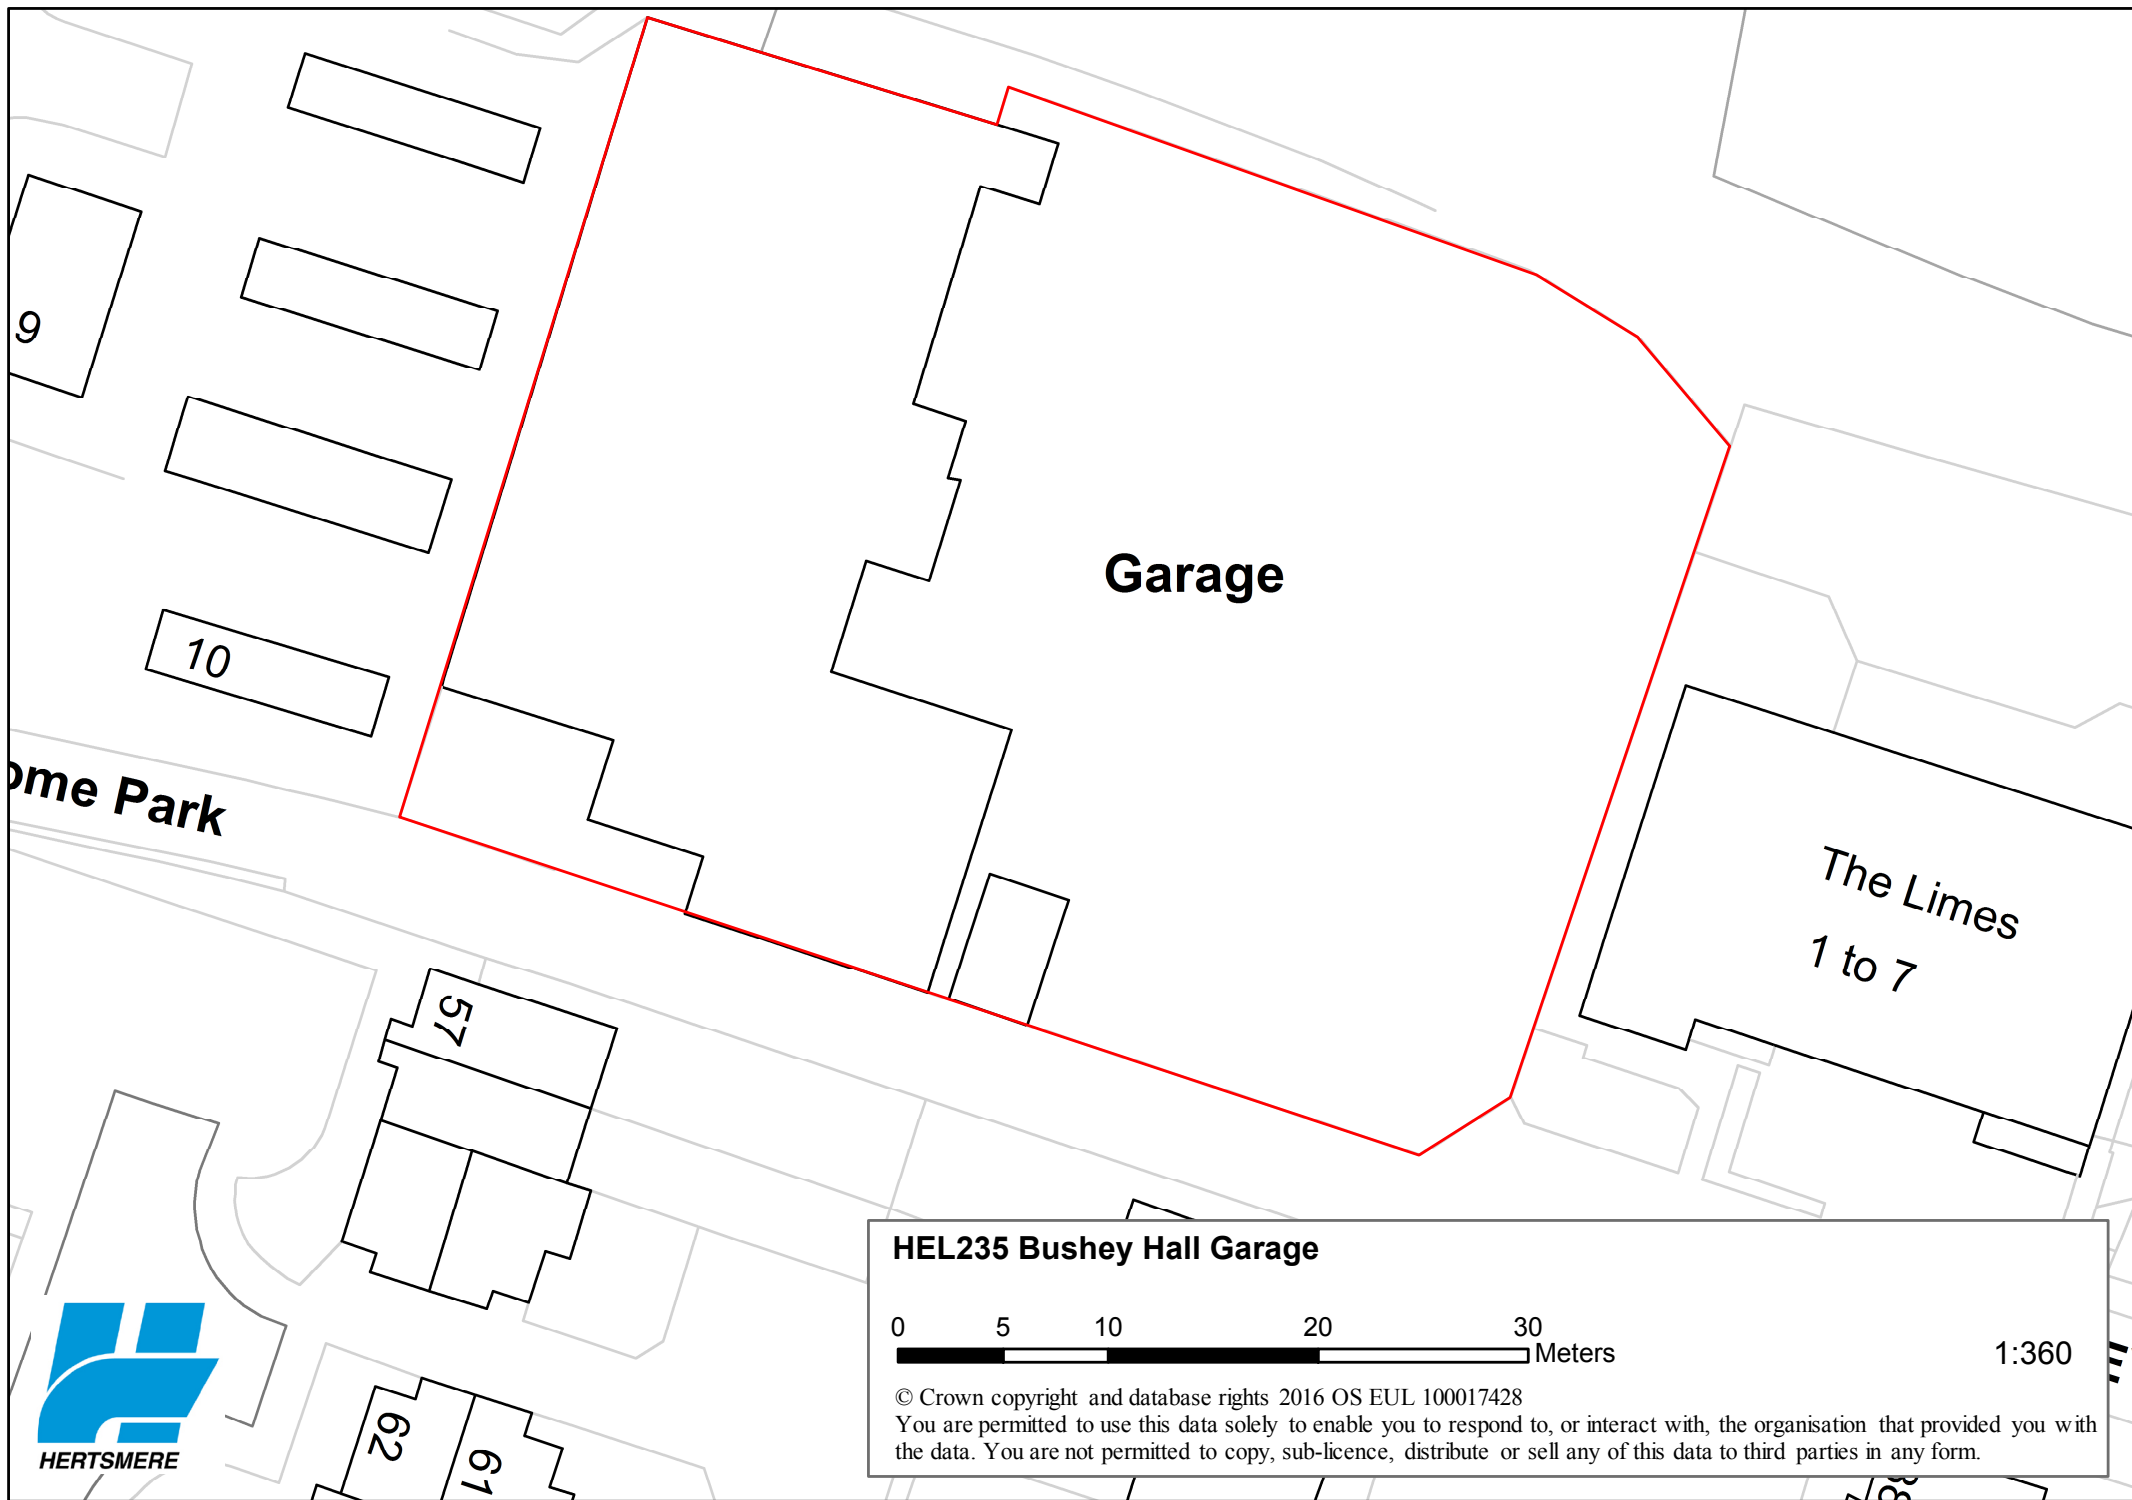 9
10
Garage
ome Park
The Limes
1 to 7
57
62
61
HERTSMERE
HEL235 Bushey Hall Garage
0 5 10 20 30
Meters
1:360
© Crown copyright and database rights 2016 OS EUL 100017428
You are permitted to use this data solely to enable you to respond to, or interact with, the organisation that provided you with
the data. You are not permitted to copy, sub-licence, distribute or sell any of this data to third parties in any form.